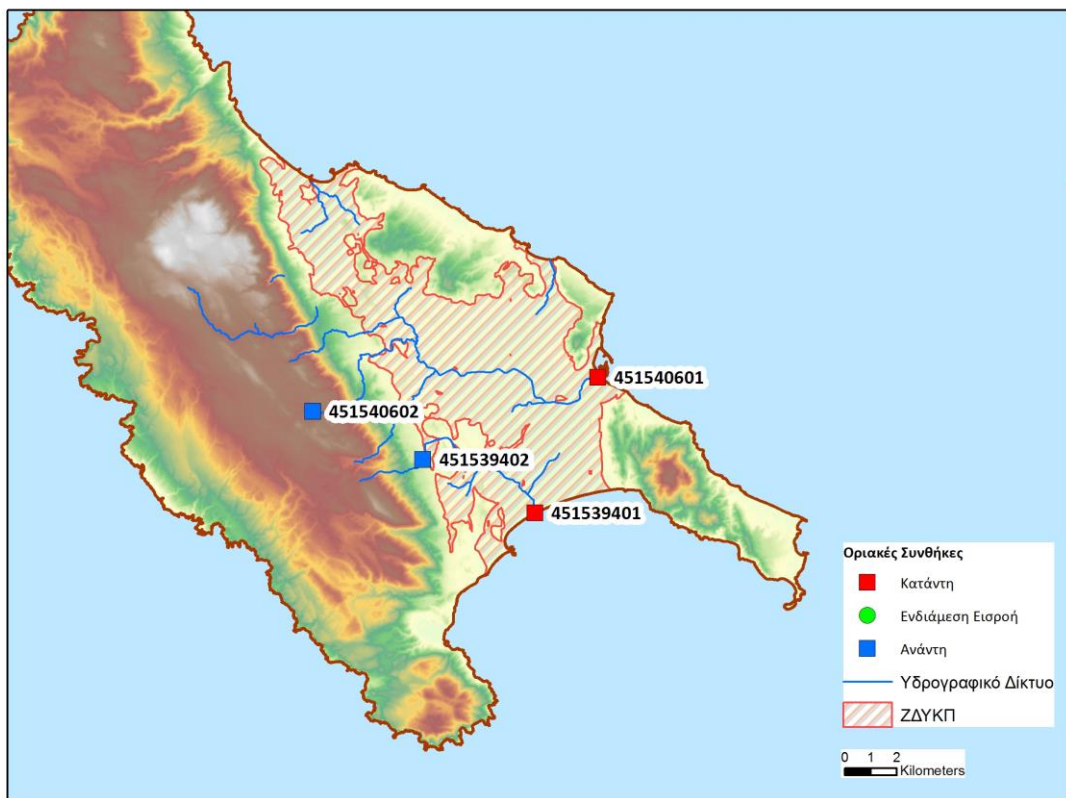 451540601
451540602
451539402
451539401
Οριακές Συνθήκες
Κατάντη
Ενδιάμεση Εισροή
Ανάντη
Υδρογραφικό Δίκτυο
ΖΔΥΚΠ
0 1 2
Kilometers